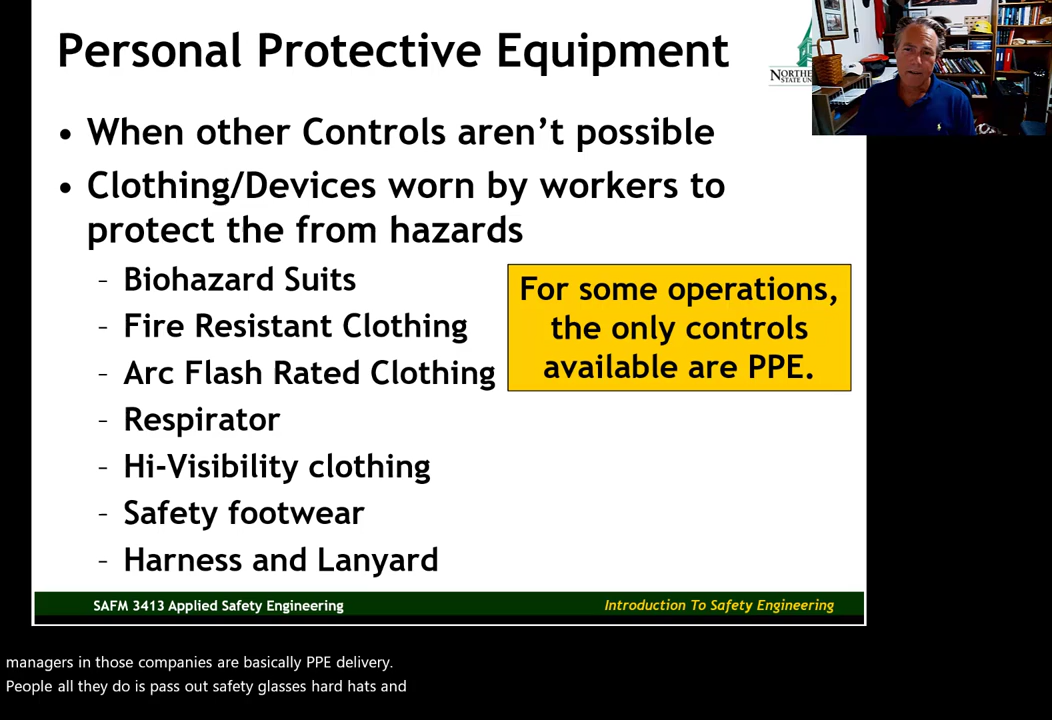 Personal Protective Equipment
NORTHE
STATE UN
• When other Controls aren't possible
• Clothing/Devices worn by workers to
protect the from hazards
– Biohazard Suits
– Fire Resistant Clothing
– Arc Flash Rated Clothing
– Respirator
– Hi-Visibility clothing
– Safety footwear
– Harness and Lanyard
For some operations,
the only controls
available are PPE.
SAFM 3413 Applied Safety Engineering
Introduction To Safety Engineering
managers in those companies are basically PPE delivery.
People all they do is pass out safety glasses hard hats and